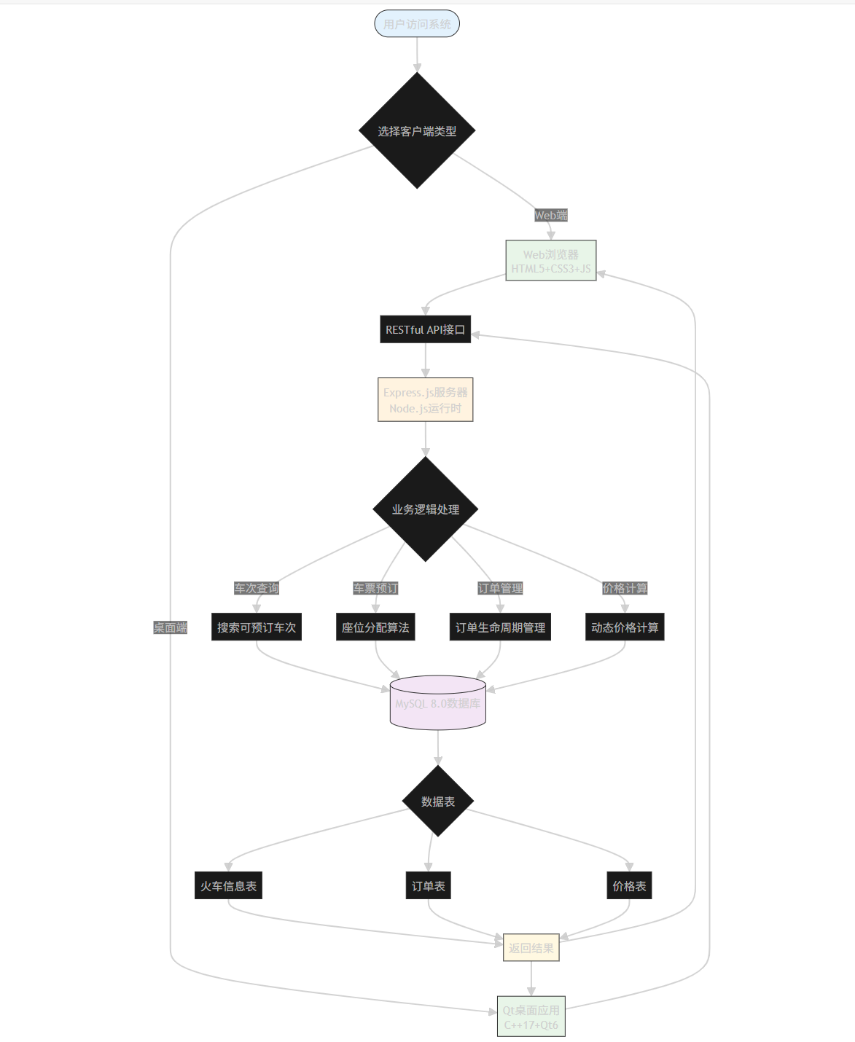 用户访问系统
选择客户端类型
Web端
Web浏览器
HTML5+CSS3+JS
RESTful API接口
Express.js服务器
Node.js运行时
业务逻辑处理
车次查询
车票预订
订单管理
价格计算
桌面端
搜索可预订车次
座位分配算法
订单生命周期管理
动态价格计算
MySQL 8.0数据库
数据表
火车信息表
订单表
价格表
返回结果
Qt桌面应用
C++17+Qt6